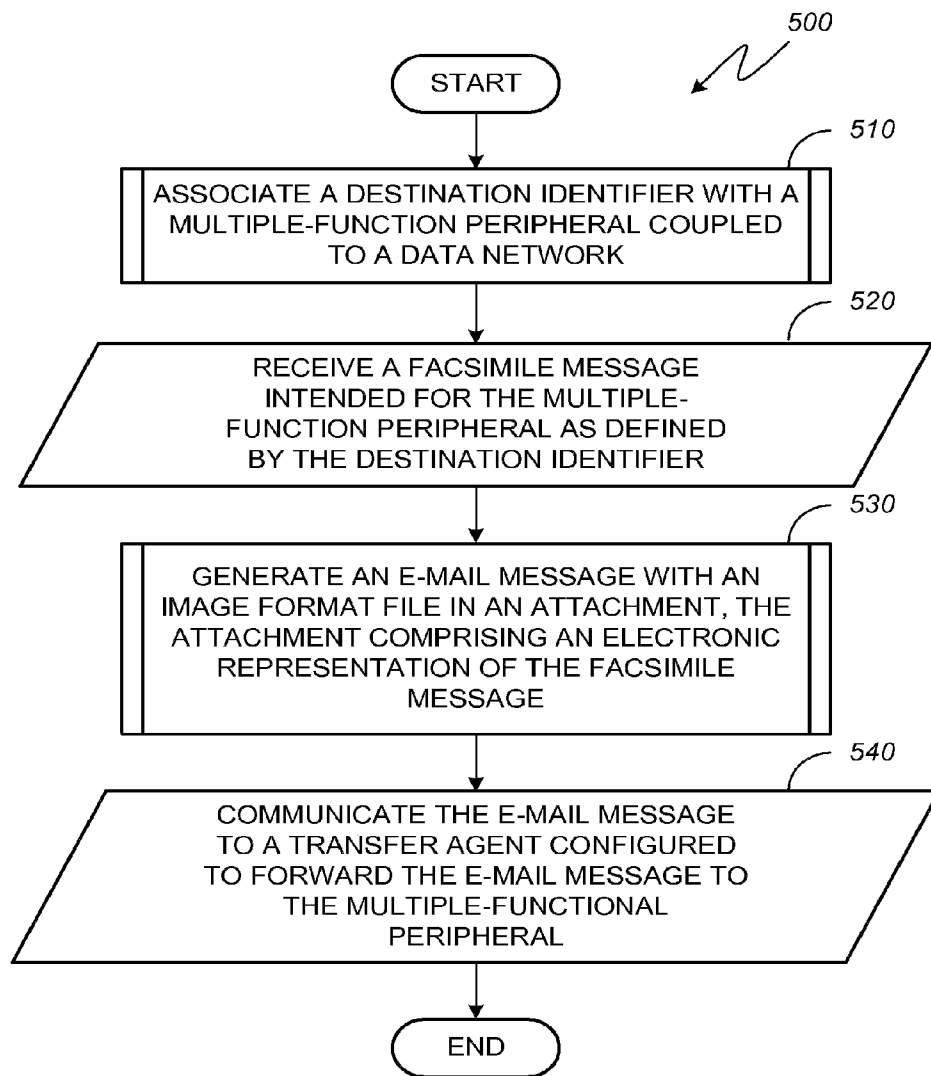 500
START
510
ASSOCIATE A DESTINATION IDENTIFIER WITH A
MULTIPLE-FUNCTION PERIPHERAL COUPLED
TO A DATA NETWORK
520
RECEIVE A FACSIMILE MESSAGE
INTENDED FOR THE MULTIPLE-
FUNCTION PERIPHERAL AS DEFINED
BY THE DESTINATION IDENTIFIER
530
GENERATE AN E-MAIL MESSAGE WITH AN
IMAGE FORMAT FILE IN AN ATTACHMENT, THE
ATTACHMENT COMPRISING AN ELECTRONIC
REPRESENTATION OF THE FACSIMILE
MESSAGE
540
COMMUNICATE THE E-MAIL MESSAGE
TO A TRANSFER AGENT CONFIGURED
TO FORWARD THE E-MAIL MESSAGE TO
THE MULTIPLE-FUNCTIONAL
PERIPHERAL
END